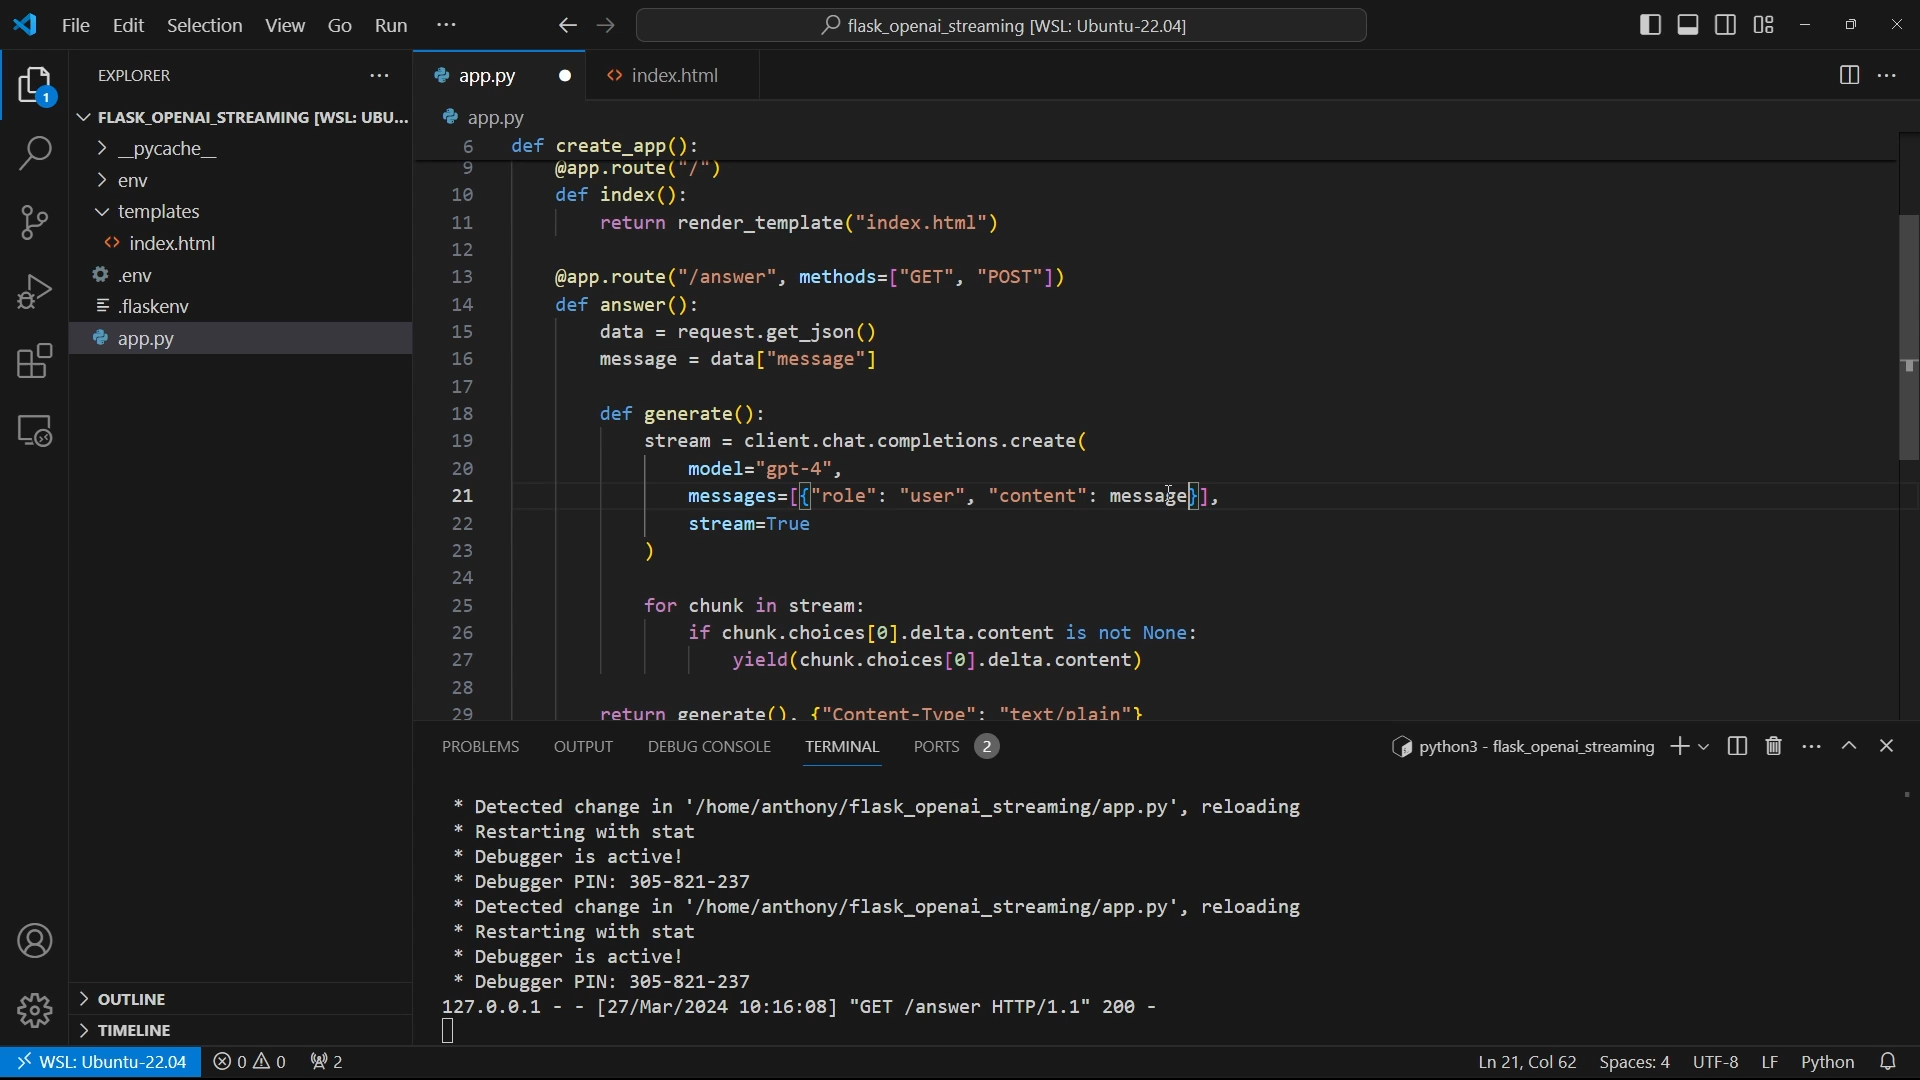 File Edit Selection View Go Run ···
flask_openai_streaming [WSL: Ubuntu-22.04]
EXPLORER
1
FLASK_OPENAI_STREAMING [WSL: UBU...
__pycache__
env
templates
index.html
.env
.flaskenv
app.py
OUTLINE
TIMELINE
app.py
index.html
app.py
6 def create_app():
9 @app.route("/")
10 def index():
11 return render_template("index.html")
12
13 @app.route("/answer", methods=["GET", "POST"])
14 def answer():
15 data = request.get_json()
16 message = data["message"]
17
18 def generate():
19 stream = client.chat.completions.create(
20 model="gpt-4",
21 messages=[{"role": "user", "content": message}],
22 stream=True
23 )
24
25 for chunk in stream:
26 if chunk.choices[0].delta.content is not None:
27 yield(chunk.choices[0].delta.content)
28
29 return generate(), {"Content-Type": "text/plain"}
PROBLEMS OUTPUT DEBUG CONSOLE TERMINAL PORTS 2
python3 - flask_openai_streaming
* Detected change in '/home/anthony/flask_openai_streaming/app.py', reloading
* Restarting with stat
* Debugger is active!
* Debugger PIN: 305-821-237
* Detected change in '/home/anthony/flask_openai_streaming/app.py', reloading
* Restarting with stat
* Debugger is active!
* Debugger PIN: 305-821-237
127.0.0.1 - - [27/Mar/2024 10:16:08] "GET /answer HTTP/1.1" 200 -
WSL: Ubuntu-22.04 0 0 2
Ln 21, Col 62 Spaces: 4 UTF-8 LF Python